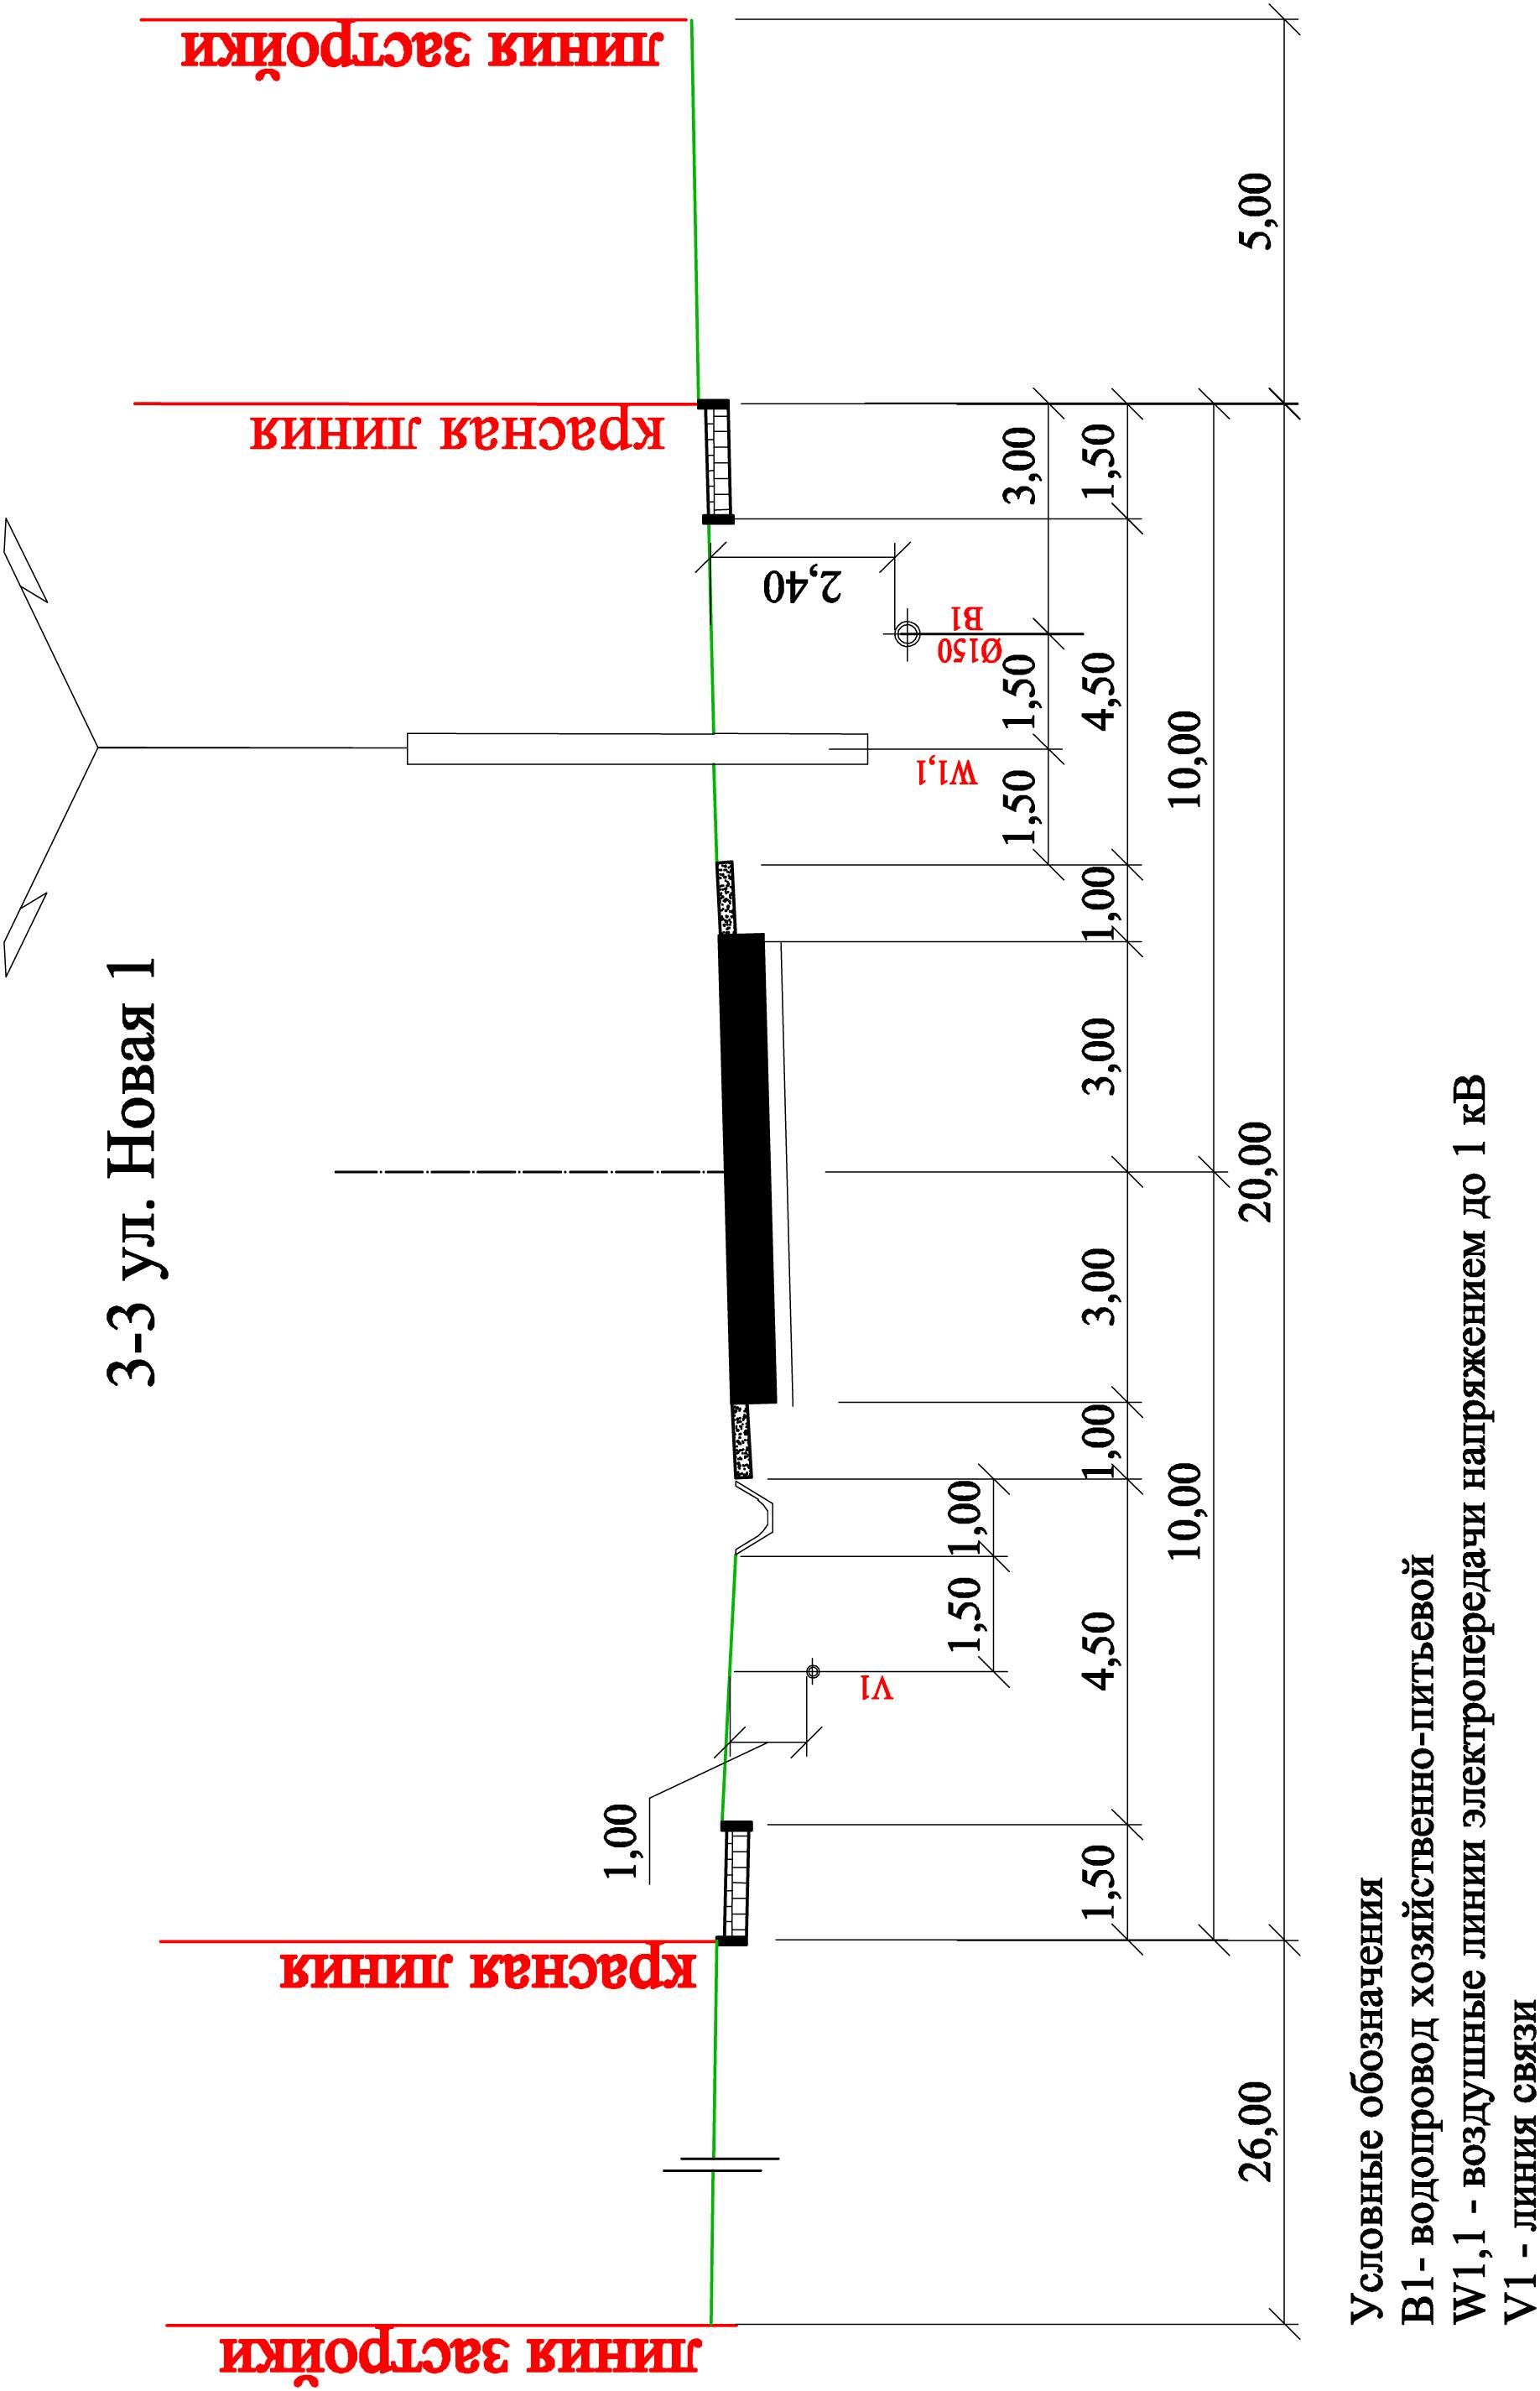 3-3 ул. Новая 1
линия застройки
красная линия
красная линия
линия застройки
1,00
V1
W1,1
Ø150
В1
2,40
1,50
1,00
1,50
1,50
3,00
1,50
4,50
1,00
3,00
3,00
1,00
4,50
1,50
10,00
10,00
26,00
20,00
5,00
Условные обозначения
В1- водопровод хозяйственно-питьевой
W1,1 - воздушные линии электропередачи напряжением до 1 кВ
V1 - линия связи